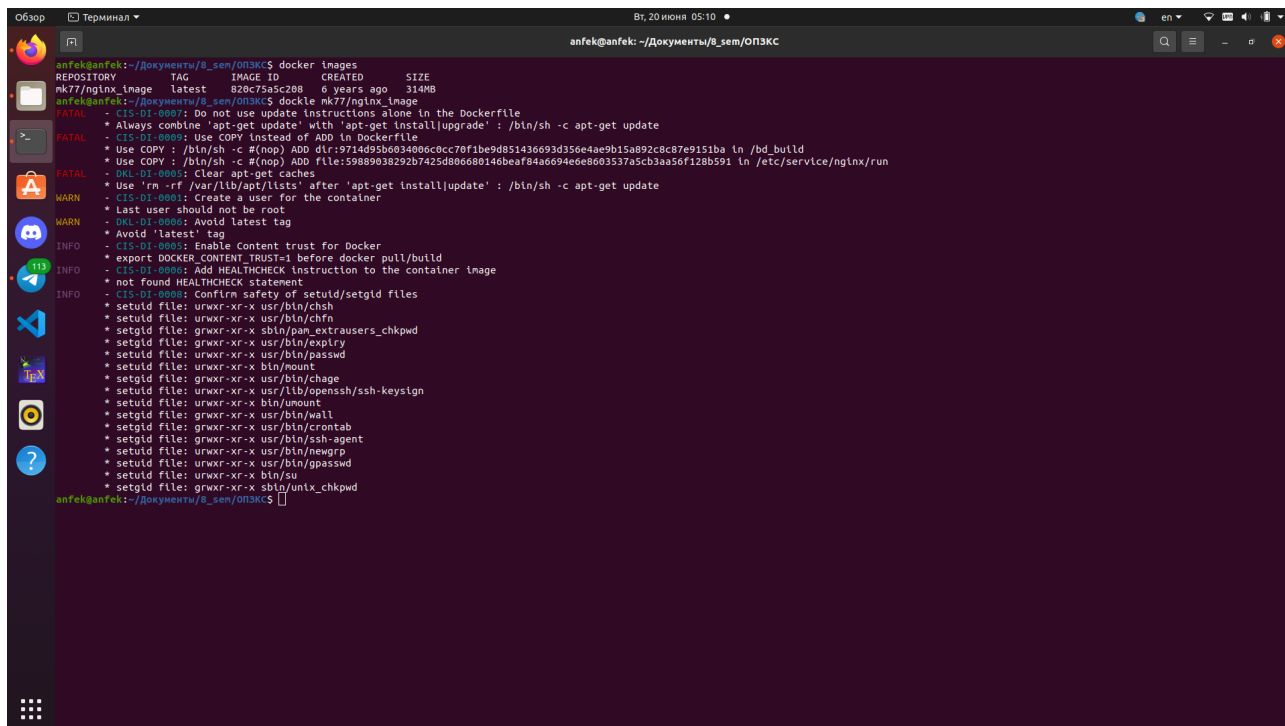 Обзор
Терминал
Вт, 20 июня 05:10
en
anfek@anfek: ~/Документы/8_sem/ОПЗКС
anfek@anfek:~/Документы/8_sem/ОПЗКС$ docker images
REPOSITORY TAG IMAGE ID CREATED SIZE
mk77/nginx_image latest 820c75a5c208 6 years ago 314MB
anfek@anfek:~/Документы/8_sem/ОПЗКС$ dockle mk77/nginx_image
FATAL - CIS-DI-0007: Do not use update instructions alone in the Dockerfile
* Always combine 'apt-get update' with 'apt-get install|upgrade' : /bin/sh -c apt-get update
FATAL - CIS-DI-0009: Use COPY instead of ADD in Dockerfile
* Use COPY : /bin/sh -c #(nop) ADD dir:9714d95b6034006c0cc70f1be9d851436693d356e4ae9b15a892c8c87e9151ba in /bd_build
* Use COPY : /bin/sh -c #(nop) ADD file:59889038292b7425d806680146beaf84a6694e6e8603537a5cb3aa56f128b591 in /etc/service/nginx/run
FATAL - DKL-DI-0005: Clear apt-get caches
* Use 'rm -rf /var/lib/apt/lists' after 'apt-get install|update' : /bin/sh -c apt-get update
WARN - CIS-DI-0001: Create a user for the container
* Last user should not be root
WARN - DKL-DI-0006: Avoid latest tag
* Avoid 'latest' tag
INFO - CIS-DI-0005: Enable Content trust for Docker
* export DOCKER_CONTENT_TRUST=1 before docker pull/build
INFO - CIS-DI-0006: Add HEALTHCHECK instruction to the container image
* not found HEALTHCHECK statement
INFO - CIS-DI-0008: Confirm safety of setuid/setgid files
* setuid file: urwxr-xr-x usr/bin/chsh
* setuid file: urwxr-xr-x usr/bin/chfn
* setgid file: grwxr-xr-x sbin/pam_extrausers_chkpwd
* setgid file: grwxr-xr-x usr/bin/expiry
* setuid file: urwxr-xr-x usr/bin/passwd
* setuid file: urwxr-xr-x bin/mount
* setgid file: grwxr-xr-x usr/bin/chage
* setuid file: urwxr-xr-x usr/lib/openssh/ssh-keysign
* setuid file: urwxr-xr-x bin/umount
* setgid file: grwxr-xr-x usr/bin/wall
* setgid file: grwxr-xr-x usr/bin/crontab
* setgid file: grwxr-xr-x usr/bin/ssh-agent
* setuid file: urwxr-xr-x usr/bin/newgrp
* setuid file: urwxr-xr-x usr/bin/gpasswd
* setuid file: urwxr-xr-x bin/su
* setgid file: grwxr-xr-x sbin/unix_chkpwd
anfek@anfek:~/Документы/8_sem/ОПЗКС$
113
TEX